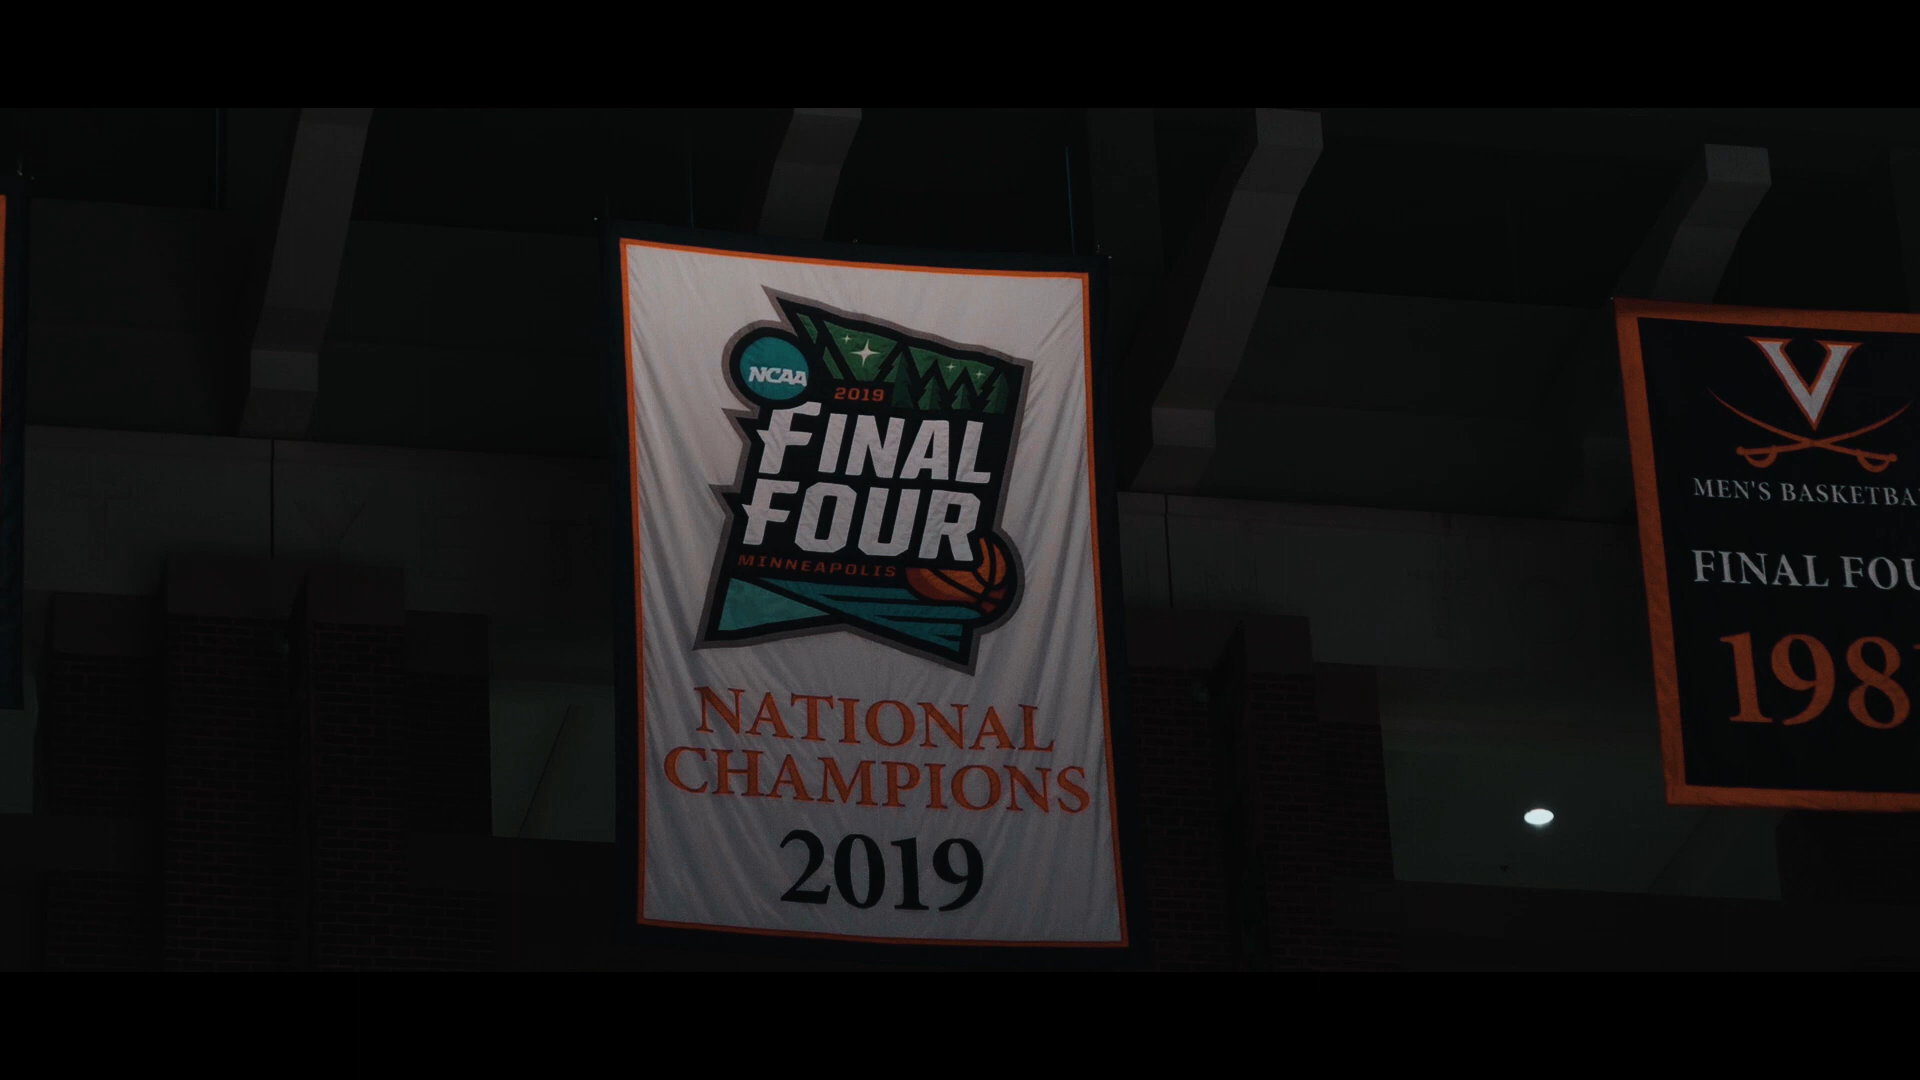 NCAA
2019
FINAL
FOUR
MINNEAPOLIS
NATIONAL
CHAMPIONS
2019
V
MEN'S BASKETBA
FINAL FOU
198